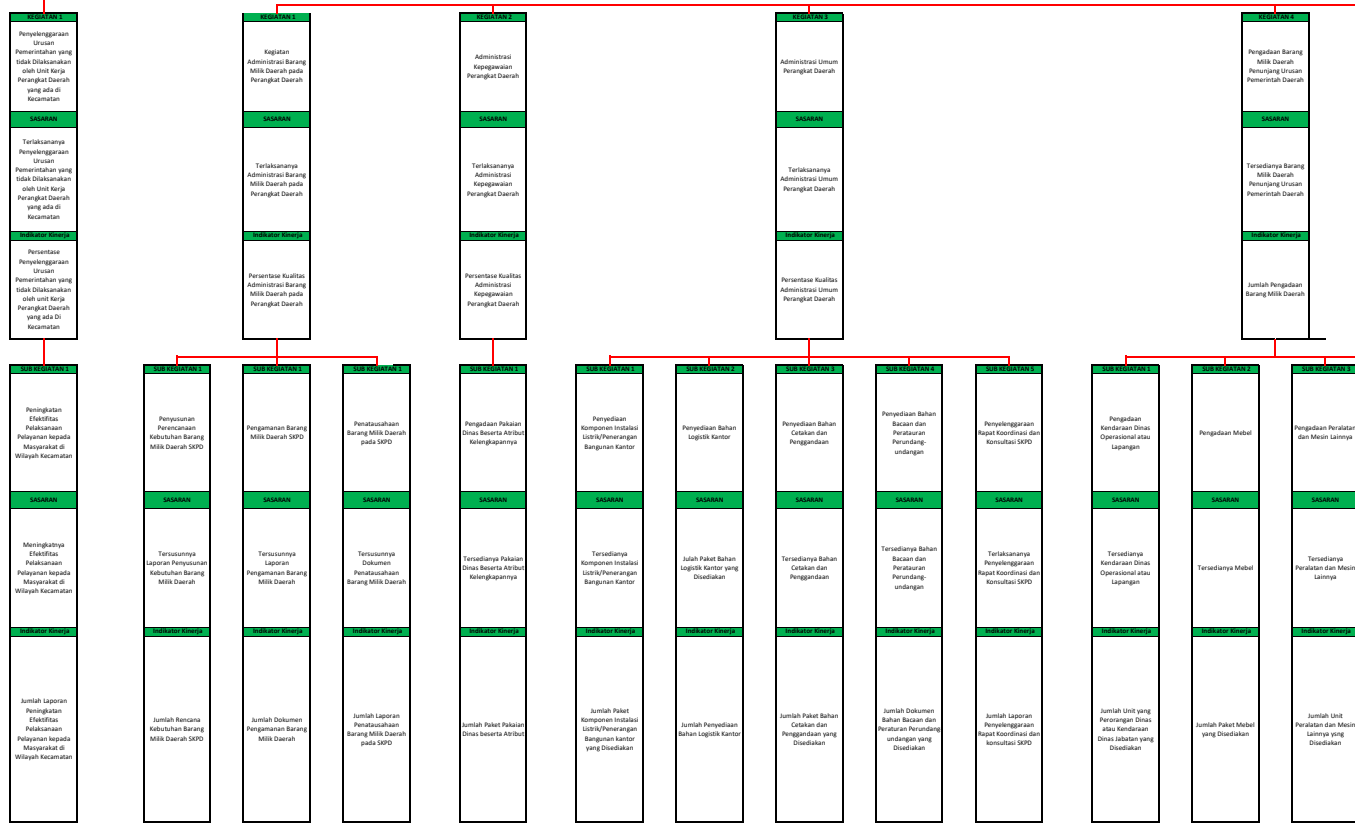 KEGIATAN 1
Penyelenggaraan
Urusan
Pemerintahan yang
tidak Dilaksanakan
oleh Unit Kerja
Perangkat Daerah
yang ada di
Kecamatan
SASARAN
Terlaksananya
Penyelenggaraan
Urusan
Pemerintahan yang
tidak Dilaksanakan
oleh Unit Kerja
Perangkat Daerah
yang ada di
Kecamatan
Indikator Kinerja
Persentase
Penyelenggaraan
Urusan
Pemerintahan yang
tidak Dilaksanakan
oleh unit Kerja
Perangkat Daerah
yang ada Di
Kecamatan
KEGIATAN 1
Kegiatan
Administrasi Barang
Milik Daerah pada
Perangkat Daerah
SASARAN
Terlaksananya
Administrasi Barang
Milik Daerah pada
Perangkat Daerah
Indikator Kinerja
Persentase Kualitas
Administrasi Barang
Milik Daerah pada
Perangkat Daerah
KEGIATAN 2
Administrasi
Kepegawaian
Perangkat Daerah
SASARAN
Terlaksananya
Administrasi
Kepegawaian
Perangkat Daerah
Indikator Kinerja
Persentase Kualitas
Administrasi
Kepegawaian
Perangkat Daerah
KEGIATAN 3
Administrasi Umum
Perangkat Daerah
SASARAN
Terlaksananya
Administrasi Umum
Perangkat Daerah
Indikator Kinerja
Persentase Kualitas
Administrasi Umum
Perangkat Daerah
KEGIATAN 4
Pengadaan Barang
Milik Daerah
Penunjang Urusan
Pemerintah Daerah
SASARAN
Tersedianya Barang
Milik Daerah
Penunjang Urusan
Pemerintah Daerah
Indikator Kinerja
Jumlah Pengadaan
Barang Milik Daerah
SUB KEGIATAN 1
Peningkatan
Efektifitas
Pelaksanaan
Pelayanan kepada
Masyarakat di
Wilayah Kecamatan
SASARAN
Meningkatnya
Efektifitas
Pelaksanaan
Pelayanan kepada
Masyarakat di
Wilayah Kecamatan
Indikator Kinerja
Jumlah Laporan
Peningkatan
Efektifitas
Pelaksanaan
Pelayanan kepada
Masyarakat di
Wilayah Kecamatan
SUB KEGIATAN 1
Penyusunan
Perencanaan
Kebutuhan Barang
Milik Daerah SKPD
SASARAN
Tersusunnya
Laporan Penyusunan
Kebutuhan Barang
Milik Daerah
Indikator Kinerja
Jumlah Rencana
Kebutuhan Barang
Milik Daerah SKPD
SUB KEGIATAN 1
Pengamanan Barang
Milik Daerah SKPD
SASARAN
Tersusunnya
Laporan
Pengamanan Barang
Milik Daerah
Indikator Kinerja
Jumlah Dokumen
Pengamanan Barang
Milik Daerah
SUB KEGIATAN 1
Penatausahaan
Barang Milik Daerah
pada SKPD
SASARAN
Tersusunnya
Dokumen
Penatausahaan
Barang Milik Daerah
Indikator Kinerja
Jumlah Laporan
Penatausahaan
Barang Milik Daerah
pada SKPD
SUB KEGIATAN 1
Pengadaan Pakaian
Dinas Beserta Atribut
Kelengkapannya
SASARAN
Tersedianya Pakaian
Dinas Beserta Atribut
Kelengkapannya
Indikator Kinerja
Jumlah Paket Pakaian
Dinas beserta Atribut
SUB KEGIATAN 1
Penyediaan
Komponen Instalasi
Listrik/Penerangan
Bangunan Kantor
SASARAN
Tersedianya
Komponen Instalasi
Listrik/Penerangan
Bangunan Kantor
Indikator Kinerja
Jumlah Paket
Komponen Instalasi
Listrik/Penerangan
Bangunan kantor
yang Disediakan
SUB KEGIATAN 2
Penyediaan Bahan
Logistik Kantor
SASARAN
Julah Paket Bahan
Logistik Kantor yang
Disediakan
Indikator Kinerja
Jumlah Penyediaan
Bahan Logistik Kantor
SUB KEGIATAN 3
Penyediaan Bahan
Cetakan dan
Penggandaan
SASARAN
Tersedianya Bahan
Cetakan dan
Penggandaan
Indikator Kinerja
Jumlah Paket Bahan
Cetakan dan
Penggandaan yang
Disediakan
SUB KEGIATAN 4
Penyediaan Bahan
Bacaan dan
Peratauran
Perundang-
undangan
SASARAN
Tersedianya Bahan
Bacaan dan
Peratauran
Perundang-
undangan
Indikator Kinerja
Jumlah Dokumen
Bahan Bacaan dan
Peraturan Perundang
undangan yang
Disediakan
SUB KEGIATAN 5
Penyelenggaraan
Rapat Koordinasi dan
Konsultasi SKPD
SASARAN
Terlaksananya
Penyelenggaraan
Rapat Koordinasi dan
Konsultasi SKPD
Indikator Kinerja
Jumlah Laporan
Penyelenggaraan
Rapat Koordinasi dan
konsultasi SKPD
SUB KEGIATAN 1
Pengadaan
Kendaraan Dinas
Operasional atau
Lapangan
SASARAN
Tersedianya
Kendaraan Dinas
Operasional atau
Lapangan
Indikator Kinerja
Jumlah Unit yang
Perorangan Dinas
atau Kendaraan
Dinas Jabatan yang
Disediakan
SUB KEGIATAN 2
Pengadaan Mebel
SASARAN
Tersedianya Mebel
Indikator Kinerja
Jumlah Paket Mebel
yang Disediakan
SUB KEGIATAN 3
Pengadaan Peralatan
dan Mesin Lainnya
SASARAN
Tersedianya
Peralatan dan Mesin
Lainnya
Indikator Kinerja
Jumlah Unit
Peralatan dan Mesin
Lainnya ysng
Disediakan